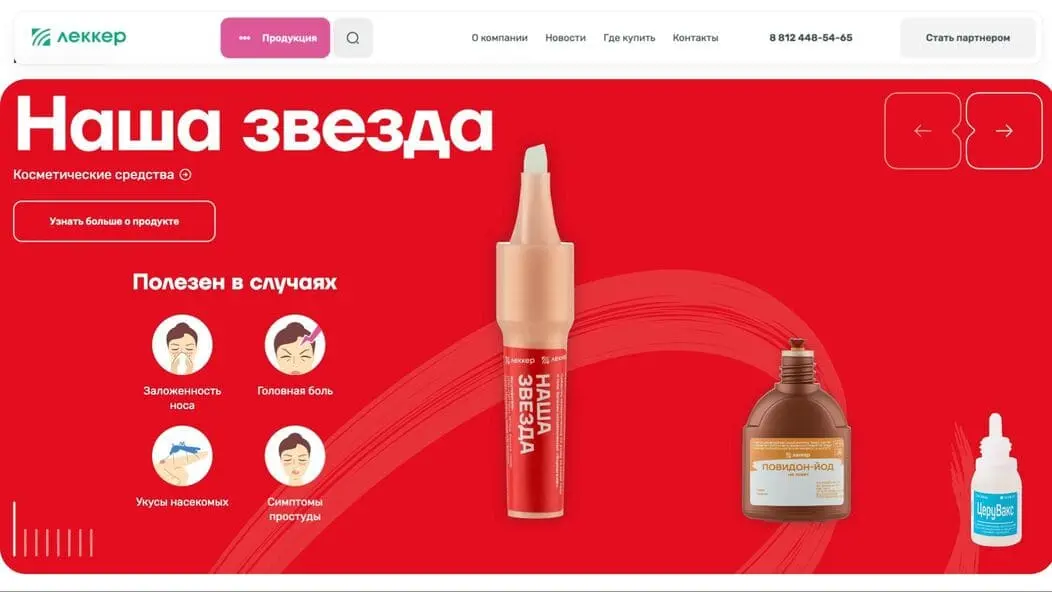 леккер
Продукция
О компании
Новости
Где купить
Контакты
8 812 448-54-65
Стать партнером
Наша звезда
Косметические средства
Узнать больше о продукте
Полезен в случаях
Заложенность
носа
Головная боль
Укусы насекомых
Симптомы
простуды
леккер
НАША
ЗВЕЗДА
леккер
ПОВИДОН-ЙОД
ЦеруВакс